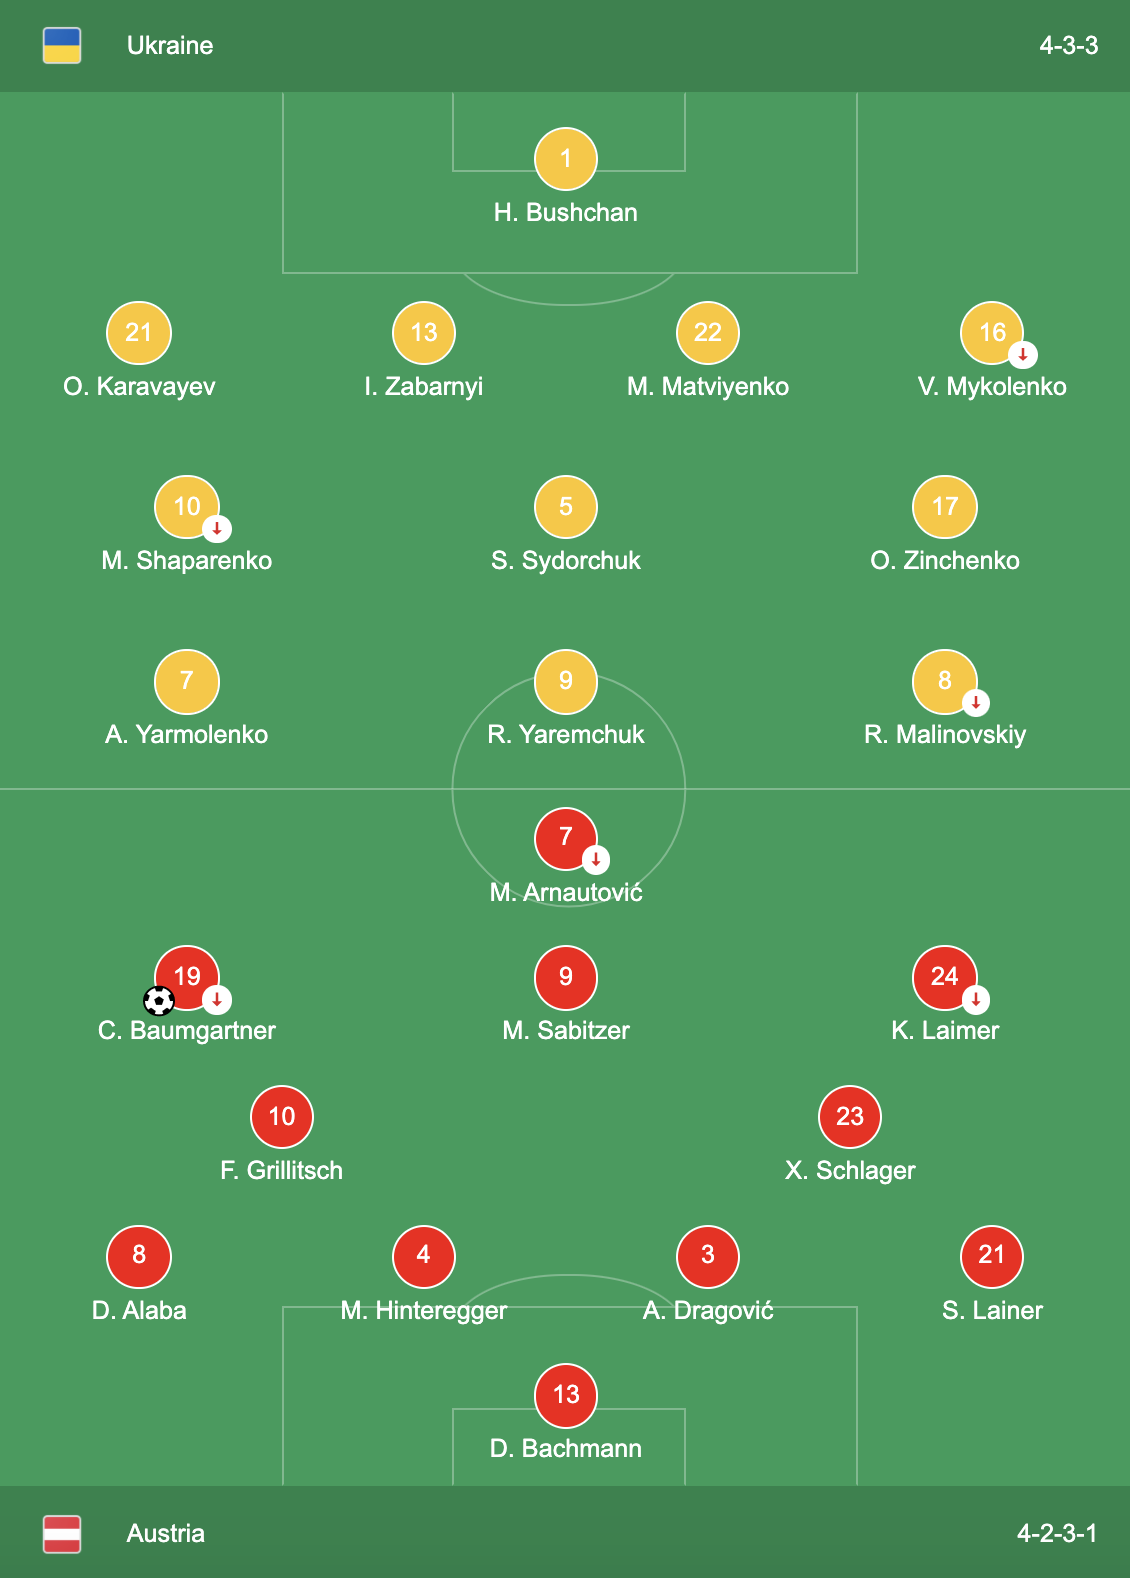 Ukraine 4-3-3
1
H. Bushchan
21 13 22 16
O. Karavayev I. Zabarnyi M. Matviyenko V. Mykolenko
10 5 17
M. Shaparenko S. Sydorchuk O. Zinchenko
7 9 8
A. Yarmolenko R. Yaremchuk R. Malinovskiy
7
M. Arnautović
19 9 24
C. Baumgartner M. Sabitzer K. Laimer
10 23
F. Grillitsch X. Schlager
8 4 3 21
D. Alaba M. Hinteregger A. Dragović S. Lainer
13
D. Bachmann
Austria 4-2-3-1